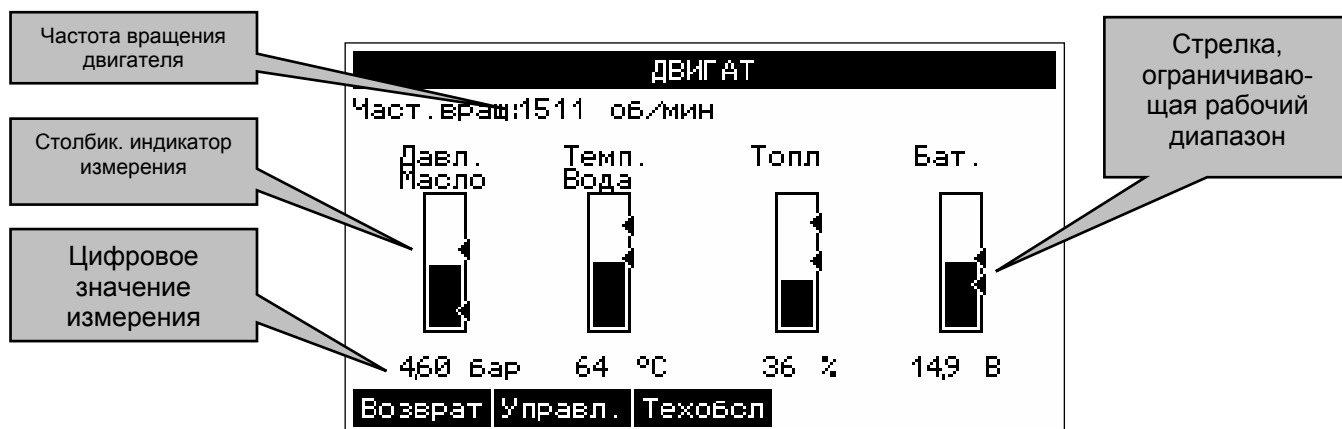 Частота вращения
двигателя
Столбик. индикатор
измерения
Цифровое
значение
измерения
ДВИГАТ
Част.вращ:1511 об/мин
Давл.
Масло
Темп.
Вода
Топл
Бат.
4,60 бар
64 °C
36 %
14,9 В
Возврат Управл. Техобсл
Стрелка,
ограничиваю-
щая рабочий
диапазон